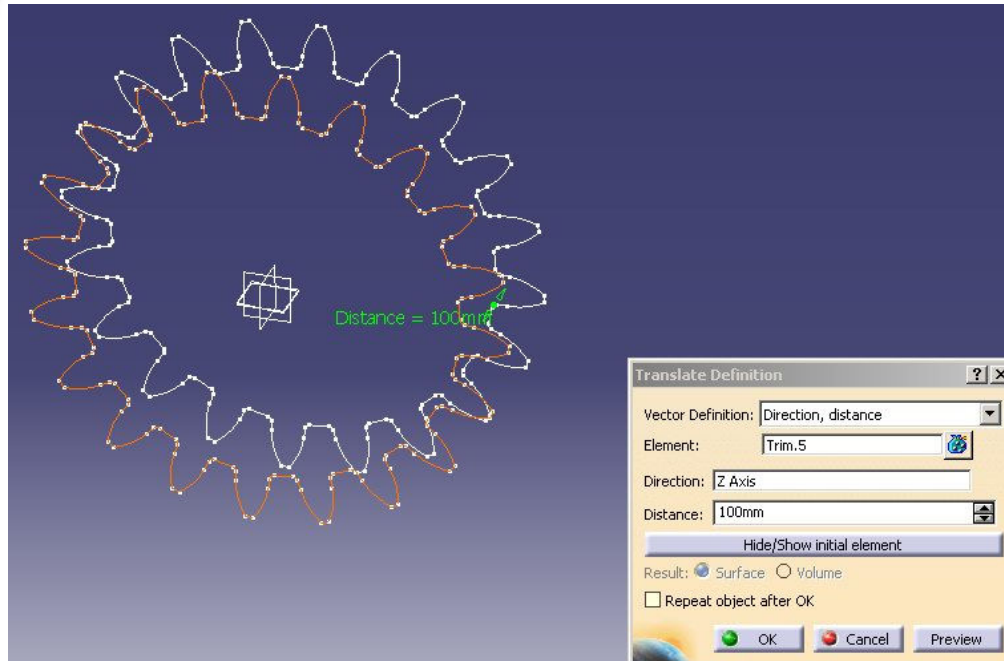 Distance = 100mm
Translate Definition
Vector Definition: Direction, distance
Element: Trim.5
Direction: Z Axis
Distance: 100mm
Hide/Show initial element
Result: Surface Volume
Repeat object after OK
OK Cancel Preview